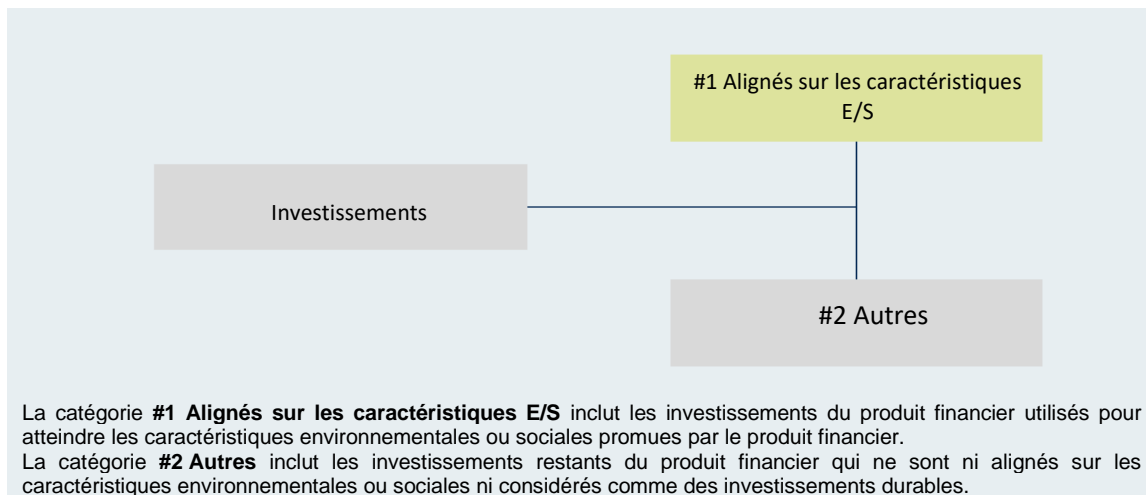 #1 Alignés sur les caractéristiques
E/S
Investissements
#2 Autres
La catégorie #1 Alignés sur les caractéristiques E/S inclut les investissements du produit financier utilisés pour
atteindre les caractéristiques environnementales ou sociales promues par le produit financier.
La catégorie #2 Autres inclut les investissements restants du produit financier qui ne sont ni alignés sur les
caractéristiques environnementales ou sociales ni considérés comme des investissements durables.